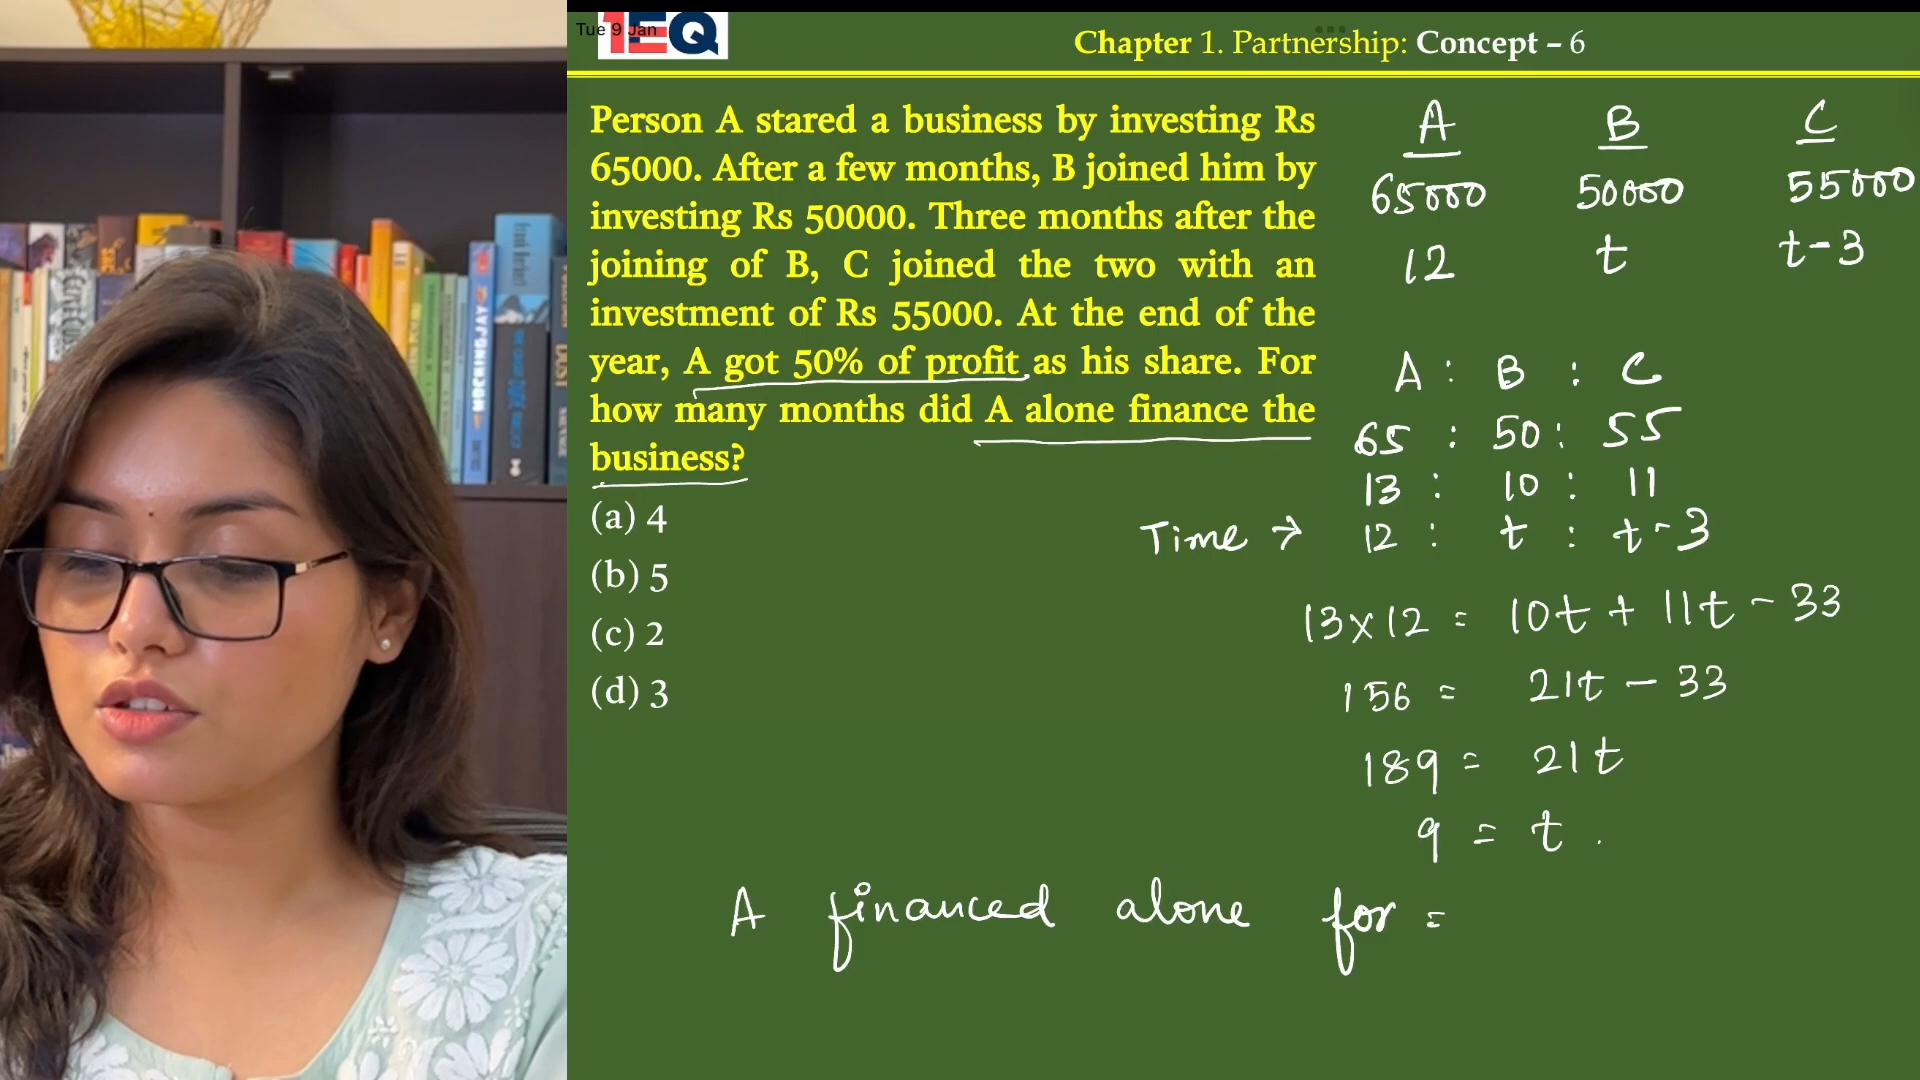 Tue 9 Jan
1EQ
Chapter 1. Partnership: Concept – 6
Person A stared a business by investing Rs
65000. After a few months, B joined him by
investing Rs 50000. Three months after the
joining of B, C joined the two with an
investment of Rs 55000. At the end of the
year, A got 50% of profit as his share. For
how many months did A alone finance the
business?
(a) 4
(b) 5
(c) 2
(d) 3
A B C
65000 50000 55000
12 t t-3
A : B : C
65 : 50 : 55
13 : 10 : 11
Time → 12 : t : t-3
13x12 = 10t + 11t - 33
156 = 21t - 33
189 = 21t
9 = t .
A financed alone for =
MOCKINGJAY